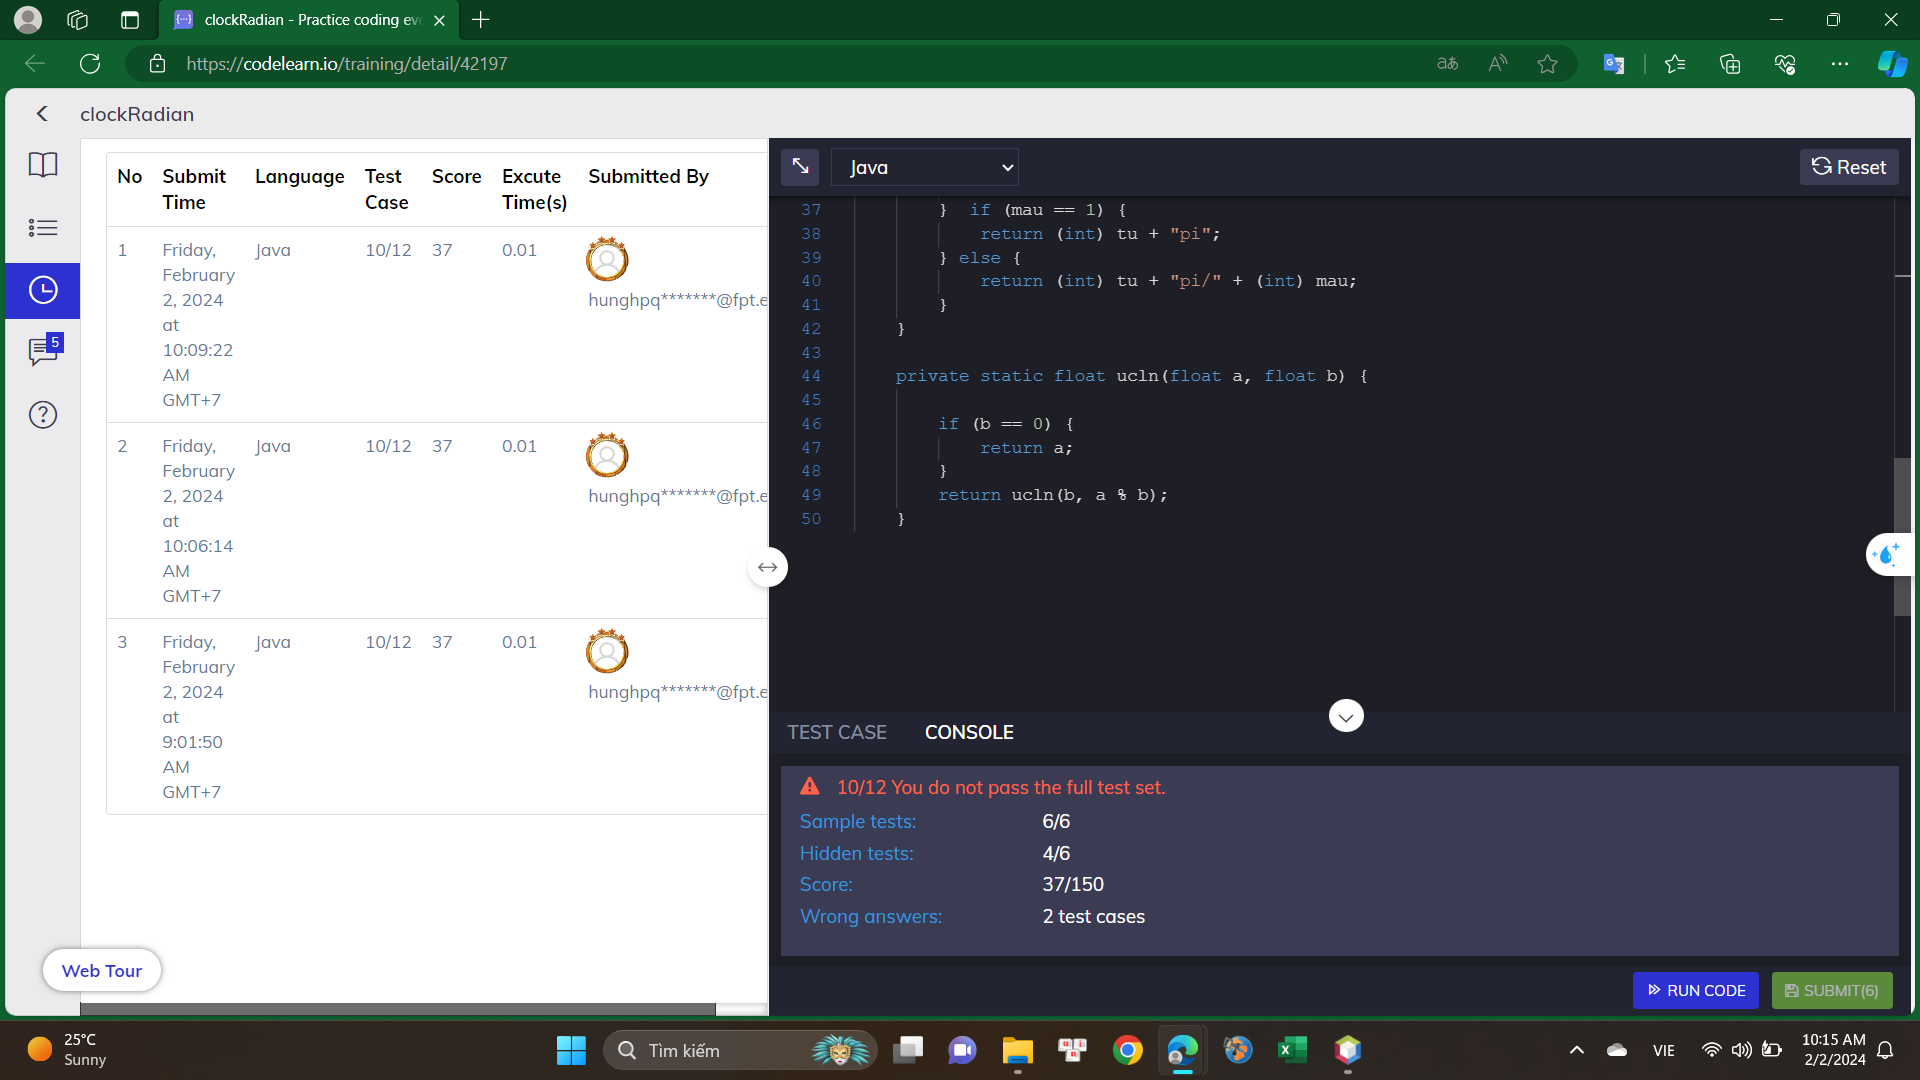 clockRadian - Practice coding eve
https://codelearn.io/training/detail/42197
clockRadian
No Submit Time Language Test Case Score Excute Time(s) Submitted By
1 Friday, February 2, 2024 at 10:09:22 AM GMT+7 Java 10/12 37 0.01 hunghpq*******@fpt.e
2 Friday, February 2, 2024 at 10:06:14 AM GMT+7 Java 10/12 37 0.01 hunghpq*******@fpt.e
3 Friday, February 2, 2024 at 9:01:50 AM GMT+7 Java 10/12 37 0.01 hunghpq*******@fpt.e
5
Web Tour
Java
Reset
37 } if (mau == 1) {
38 return (int) tu + "pi";
39 } else {
40 return (int) tu + "pi/" + (int) mau;
41 }
42 }
43
44 private static float ucln(float a, float b) {
45
46 if (b == 0) {
47 return a;
48 }
49 return ucln(b, a % b);
50 }
TEST CASE CONSOLE
10/12 You do not pass the full test set.
Sample tests: 6/6
Hidden tests: 4/6
Score: 37/150
Wrong answers: 2 test cases
RUN CODE SUBMIT(6)
25°C
Sunny
Tìm kiếm
VIE
10:15 AM
2/2/2024